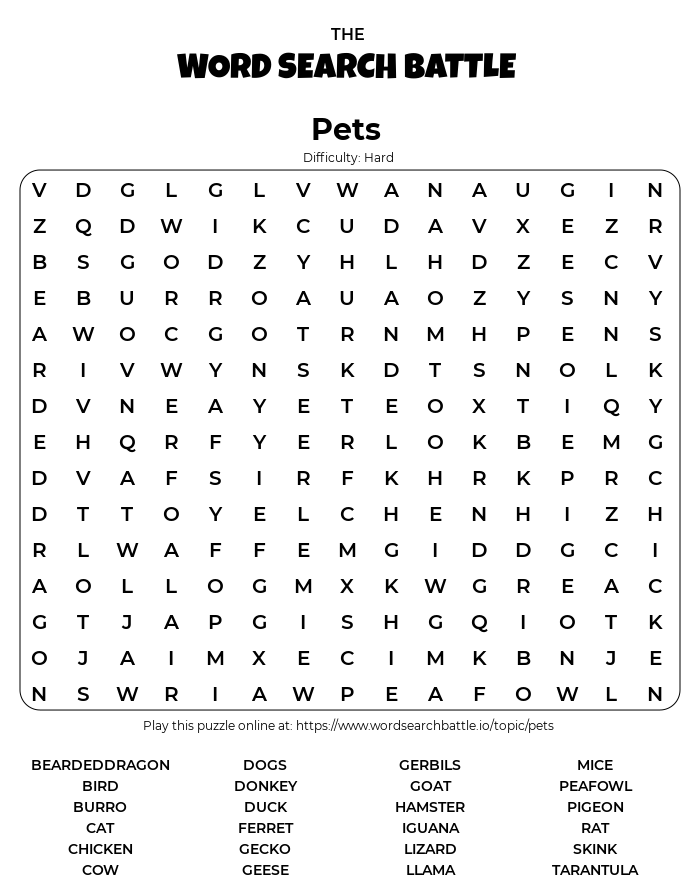 THE
WORD SEARCH BATTLE
Pets
Difficulty: Hard
V D G L G L V W A N A U G I N
Z Q D W I K C U D A V X E Z R
B S G O D Z Y H L H D Z E C V
E B U R R O A U A O Z Y S N Y
A W O C G O T R N M H P E N S
R I V W Y N S K D T S N O L K
D V N E A Y E T E O X T I Q Y
E H Q R F Y E R L O K B E M G
D V A F S I R F K H R K P R C
D T T O Y E L C H E N H I Z H
R L W A F F E M G I D D G C I
A O L L O G M X K W G R E A C
G T J A P G I S H G Q I O T K
O J A I M X E C I M K B N J E
N S W R I A W P E A F O W L N
Play this puzzle online at: https://www.wordsearchbattle.io/topic/pets
BEARDEDDRAGON DOGS GERBILS MICE
BIRD DONKEY GOAT PEAFOWL
BURRO DUCK HAMSTER PIGEON
CAT FERRET IGUANA RAT
CHICKEN GECKO LIZARD SKINK
COW GEESE LLAMA TARANTULA